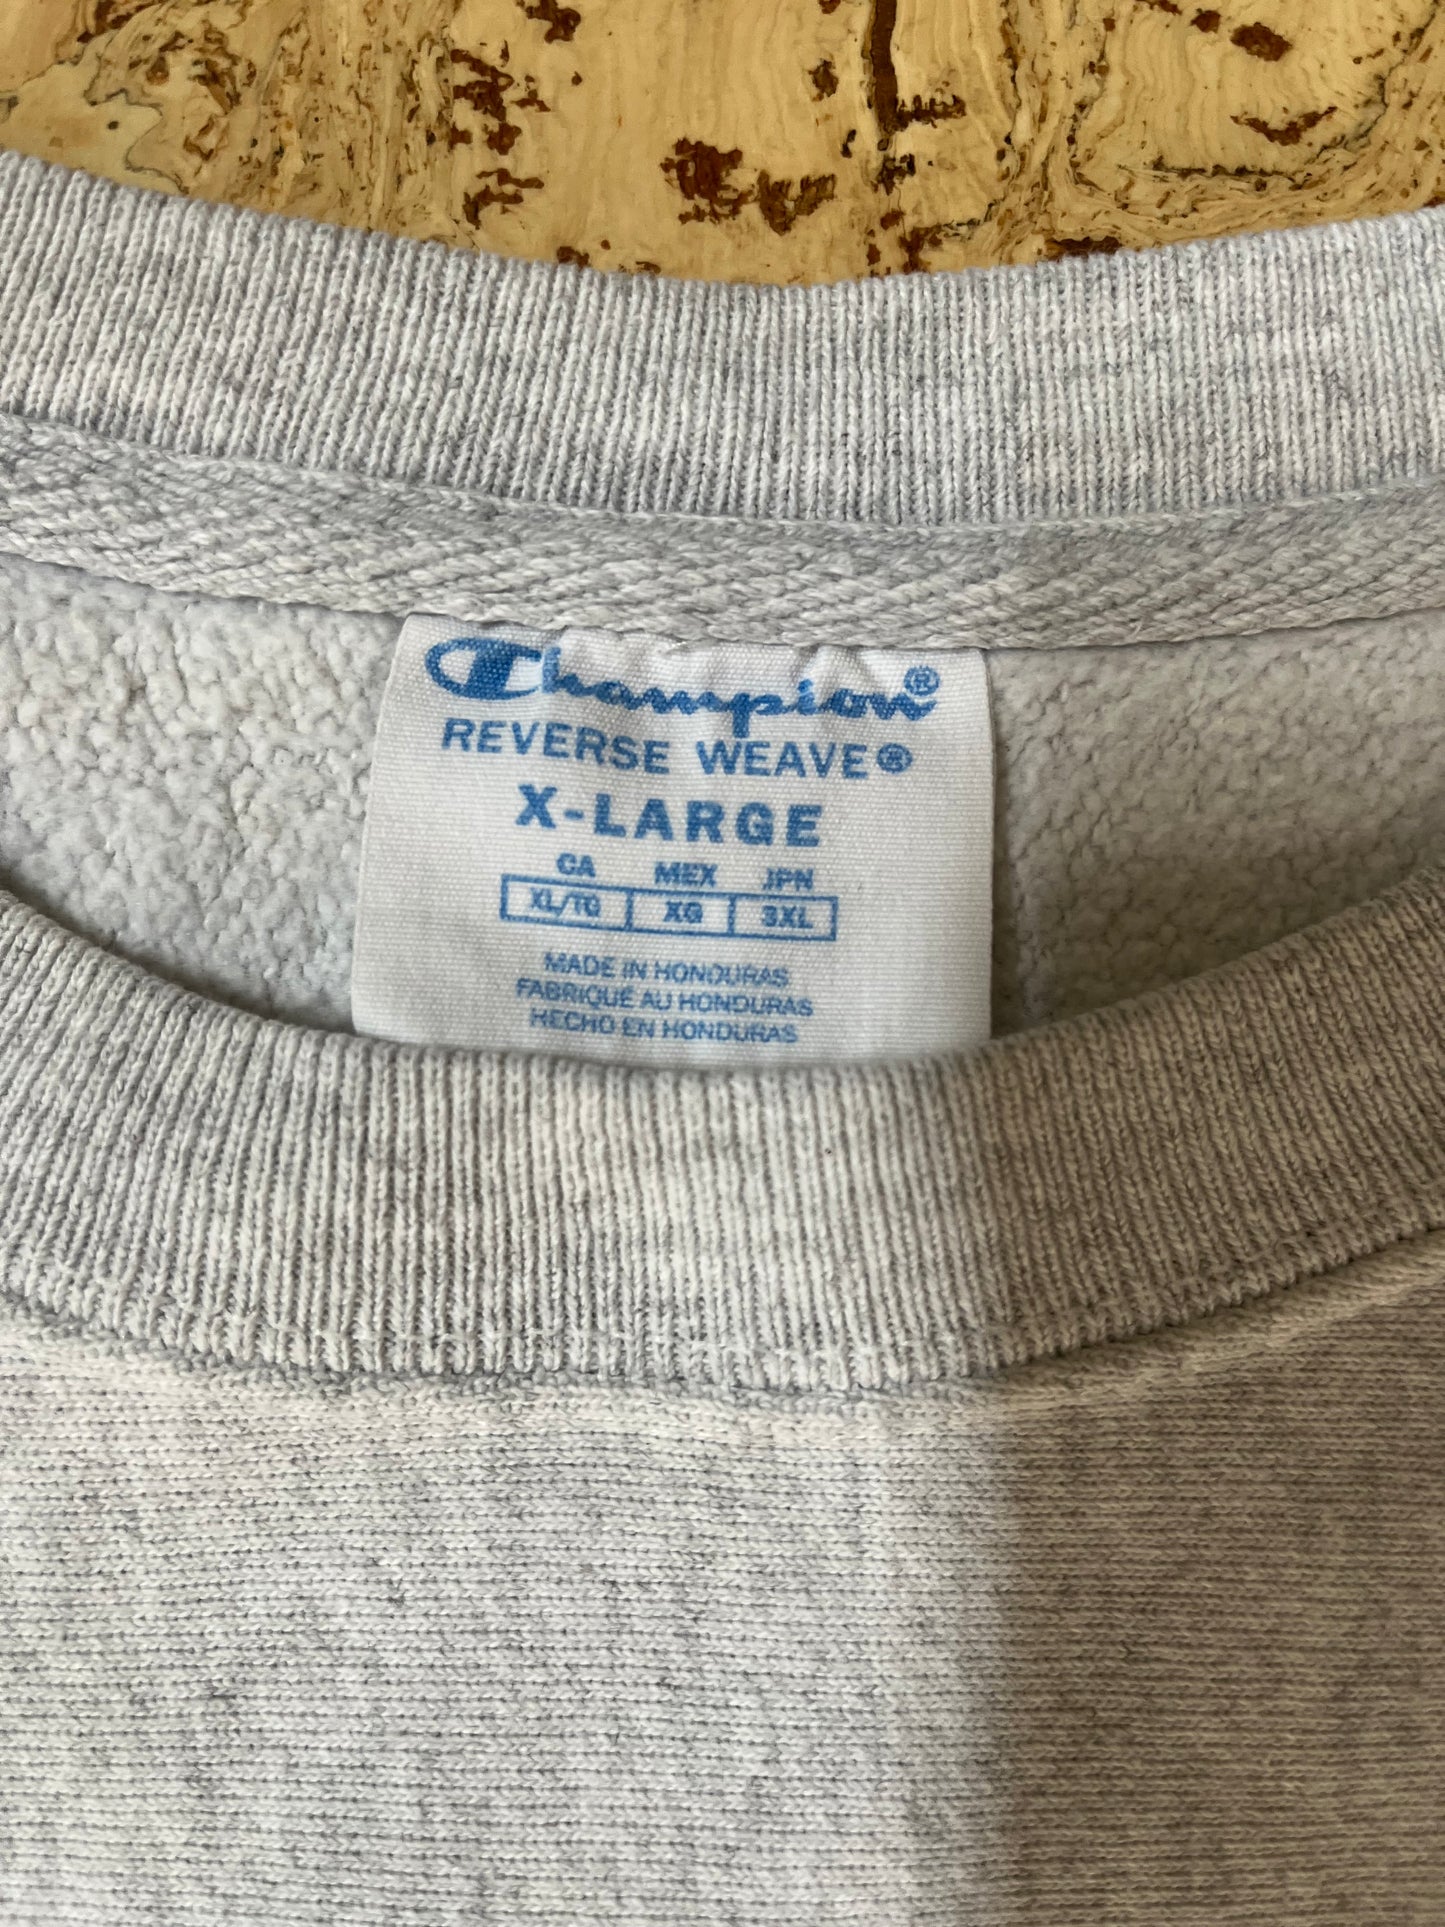 Champion®
REVERSE WEAVE®
X-LARGE
CA MEX JPN
XL/TG XG 3XL
MADE IN HONDURAS
FABRIQUÉ AU HONDURAS
HECHO EN HONDURAS